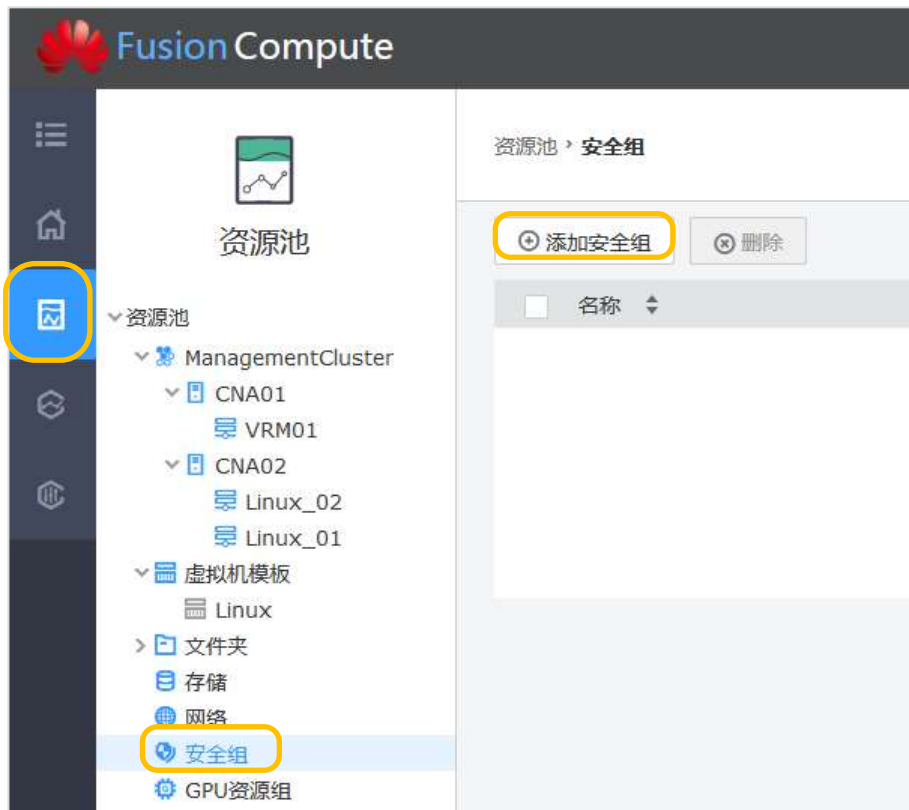 Fusion Compute
资源池
资源池 › 安全组
添加安全组 删除
名称
资源池
ManagementCluster
CNA01
VRM01
CNA02
Linux_02
Linux_01
虚拟机模板
Linux
文件夹
存储
网络
安全组
GPU资源组